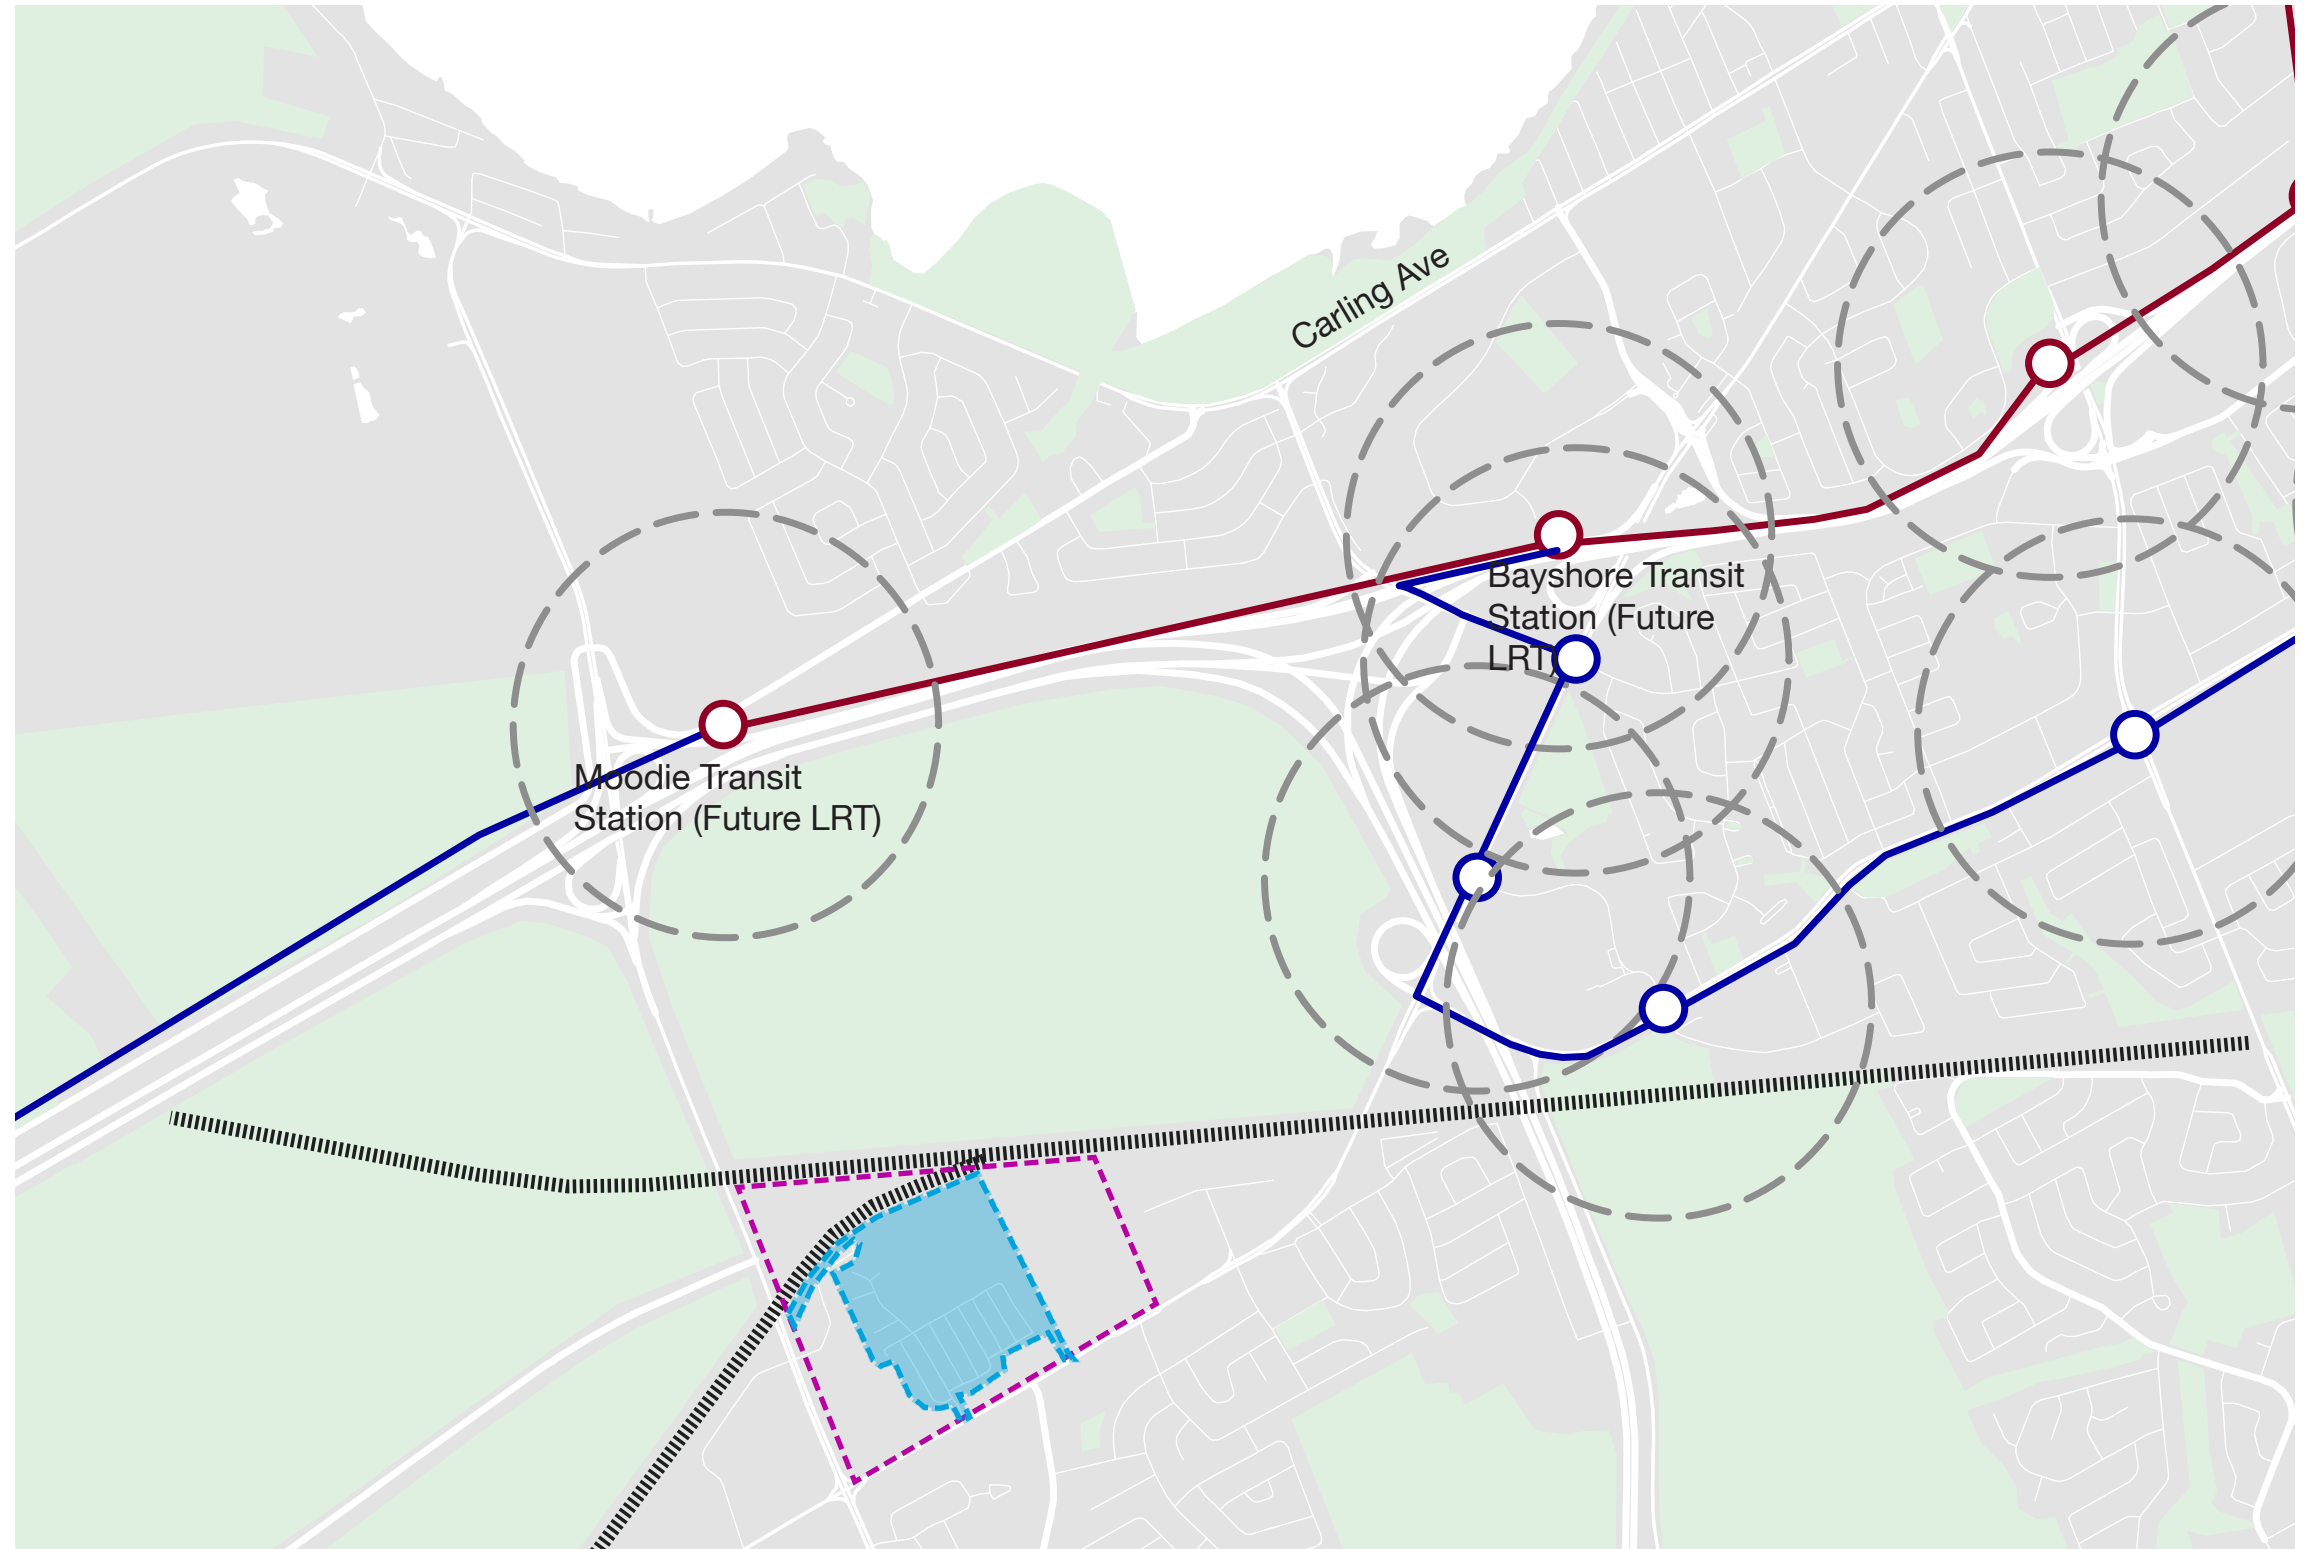 Carling Ave
Bayshore Transit
Station (Future
LRT)
Moodie Transit
Station (Future LRT)